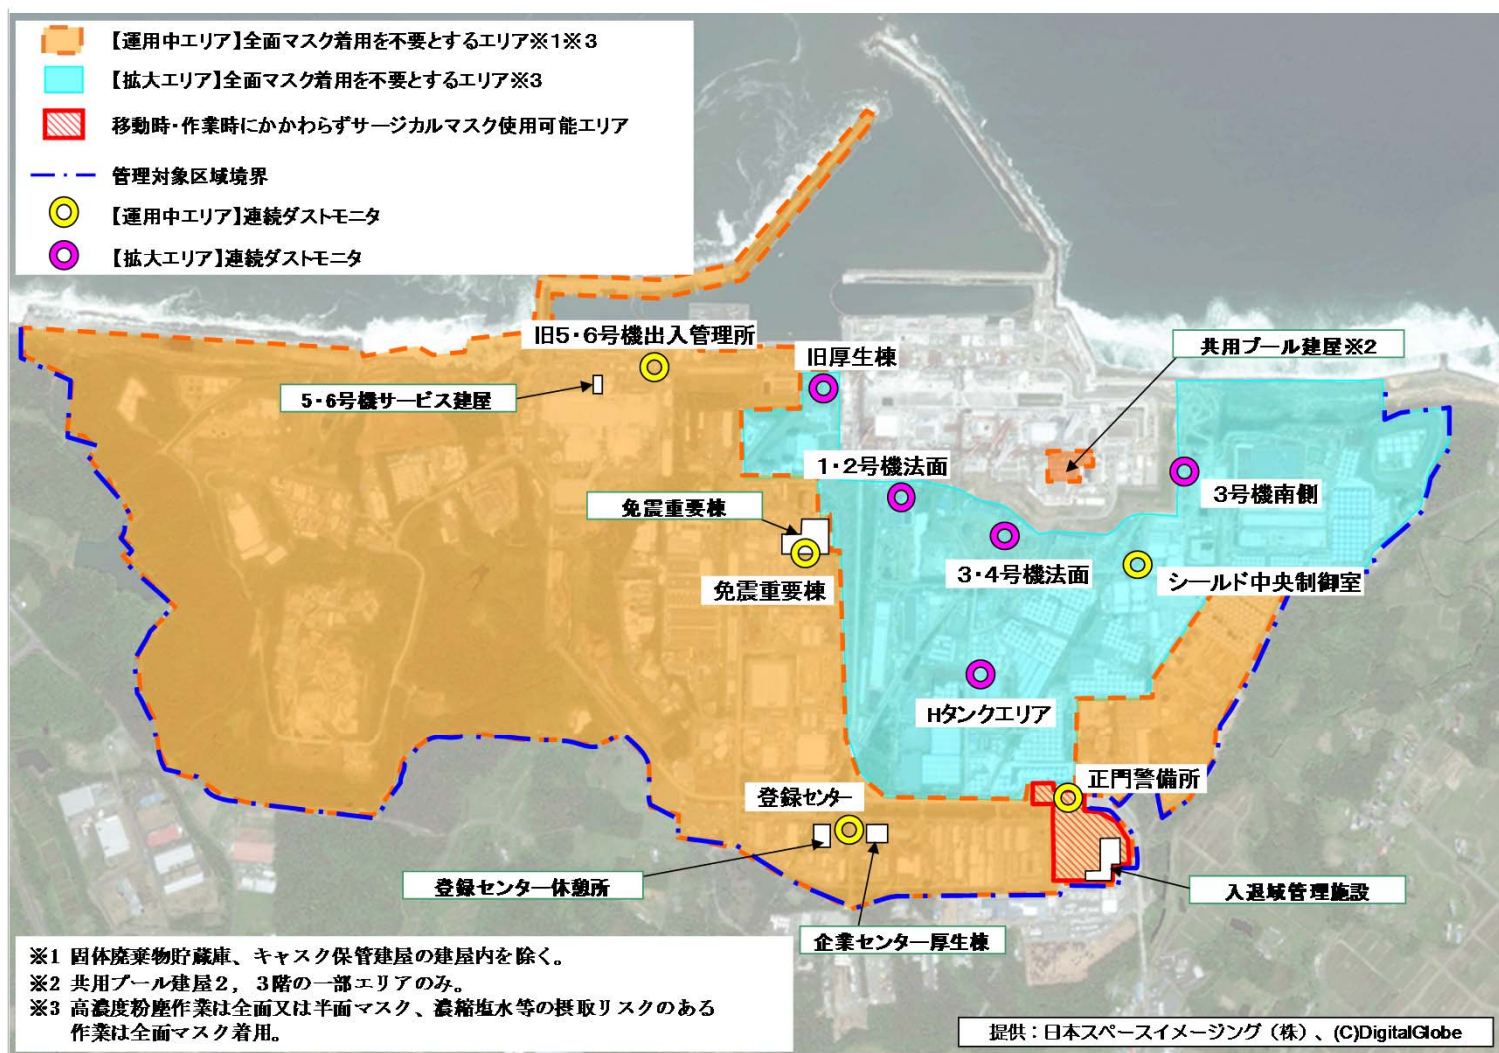 【運用中エリア】全面マスク着用を不要とするエリア※1※3
【拡大エリア】全面マスク着用を不要とするエリア※3
移動時・作業時にかかわらずサージカルマスク使用可能エリア
管理対象区域境界
【運用中エリア】連続ダストモニタ
【拡大エリア】連続ダストモニタ
旧5・6号機出入管理所
旧厚生棟
共用プール建屋※2
5・6号機サービス建屋
1・2号機法面
3号機南側
免震重要棟
3・4号機法面
シールド中央制御室
免震重要棟
Hタンクエリア
正門警備所
登録センター
登録センター休憩所
入退域管理施設
企業センター厚生棟
※1 固体廃棄物貯蔵庫、キャスク保管建屋の建屋内を除く。
※2 共用プール建屋2，3階の一部エリアのみ。
※3 高濃度粉塵作業は全面又は半面マスク、濃縮塩水等の摂取リスクのある
作業は全面マスク着用。
提供：日本スペースイメージング（株）、(C)DigitalGlobe